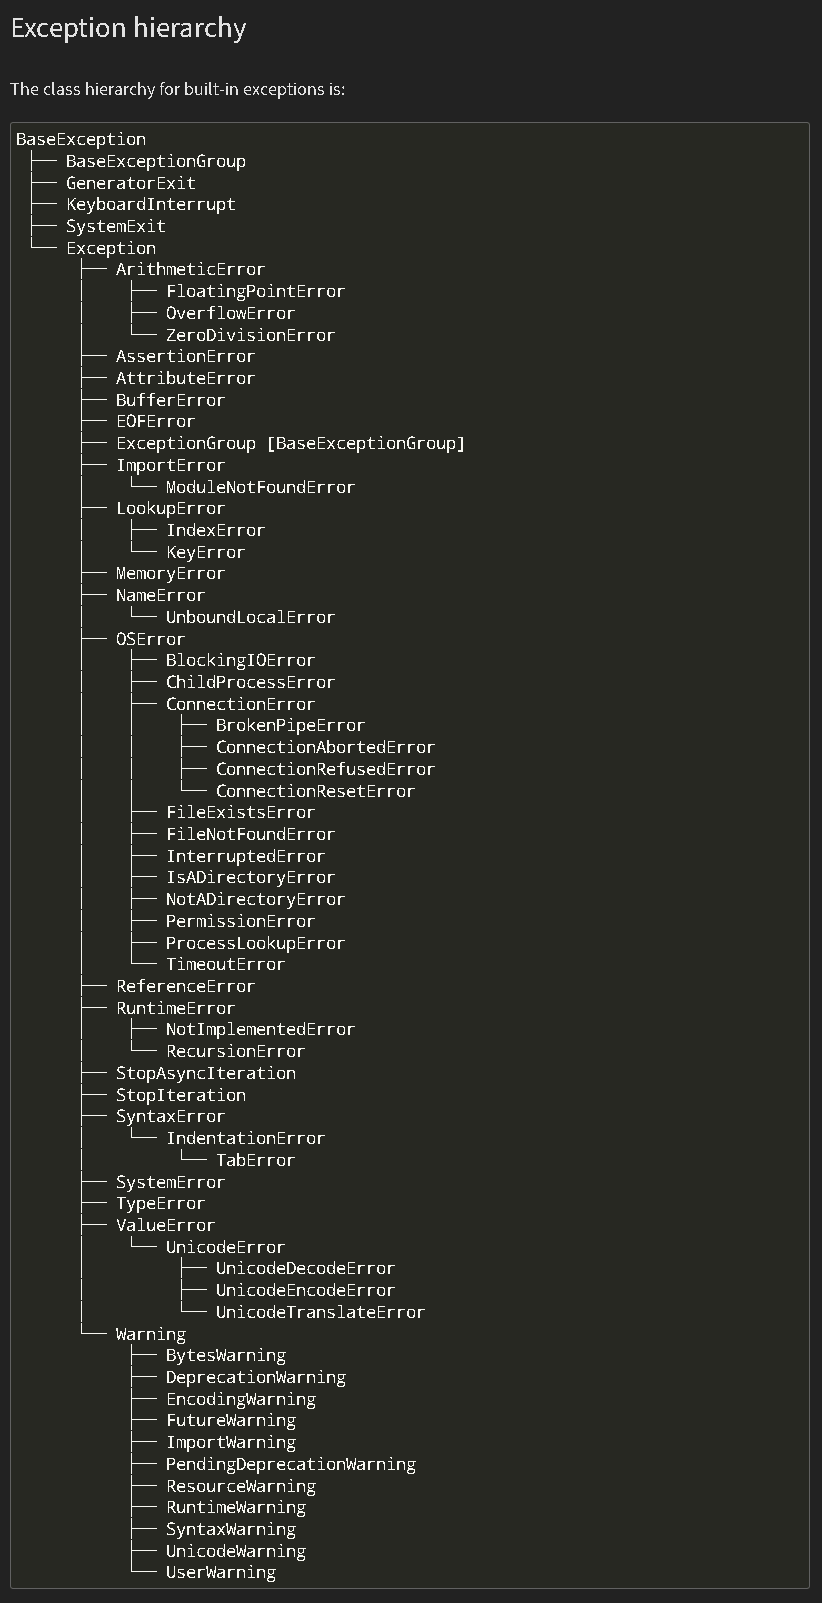 Exception hierarchy
The class hierarchy for built-in exceptions is:
BaseException
 ├── BaseExceptionGroup
 ├── GeneratorExit
 ├── KeyboardInterrupt
 ├── SystemExit
 └── Exception
      ├── ArithmeticError
      │    ├── FloatingPointError
      │    ├── OverflowError
      │    └── ZeroDivisionError
      ├── AssertionError
      ├── AttributeError
      ├── BufferError
      ├── EOFError
      ├── ExceptionGroup [BaseExceptionGroup]
      ├── ImportError
      │    └── ModuleNotFoundError
      ├── LookupError
      │    ├── IndexError
      │    └── KeyError
      ├── MemoryError
      ├── NameError
      │    └── UnboundLocalError
      ├── OSError
      │    ├── BlockingIOError
      │    ├── ChildProcessError
      │    ├── ConnectionError
      │    │    ├── BrokenPipeError
      │    │    ├── ConnectionAbortedError
      │    │    ├── ConnectionRefusedError
      │    │    └── ConnectionResetError
      │    ├── FileExistsError
      │    ├── FileNotFoundError
      │    ├── InterruptedError
      │    ├── IsADirectoryError
      │    ├── NotADirectoryError
      │    ├── PermissionError
      │    ├── ProcessLookupError
      │    └── TimeoutError
      ├── ReferenceError
      ├── RuntimeError
      │    ├── NotImplementedError
      │    └── RecursionError
      ├── StopAsyncIteration
      ├── StopIteration
      ├── SyntaxError
      │    └── IndentationError
      │         └── TabError
      ├── SystemError
      ├── TypeError
      ├── ValueError
      │    └── UnicodeError
      │         ├── UnicodeDecodeError
      │         ├── UnicodeEncodeError
      │         └── UnicodeTranslateError
      └── Warning
           ├── BytesWarning
           ├── DeprecationWarning
           ├── EncodingWarning
           ├── FutureWarning
           ├── ImportWarning
           ├── PendingDeprecationWarning
           ├── ResourceWarning
           ├── RuntimeWarning
           ├── SyntaxWarning
           ├── UnicodeWarning
           └── UserWarning